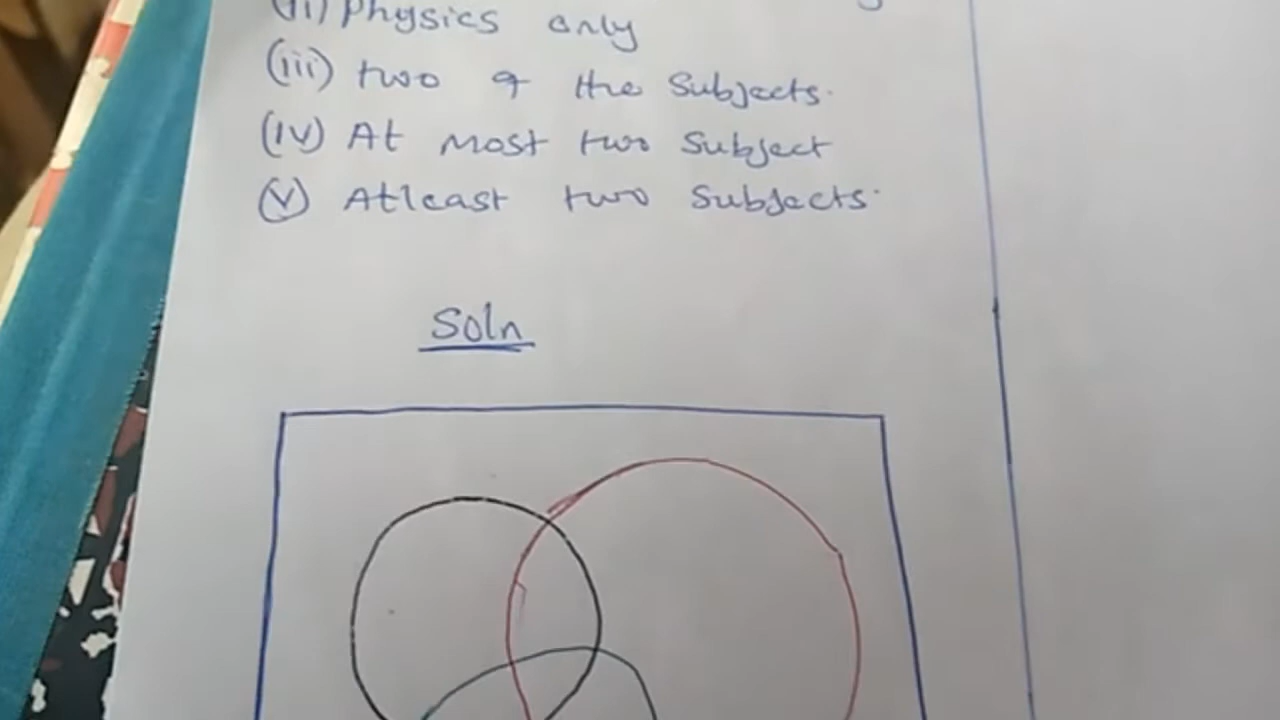 (ii) Physics only
(iii) two of the Subjects.
(iv) At most two Subject
(v) Atleast two Subjects.
Soln